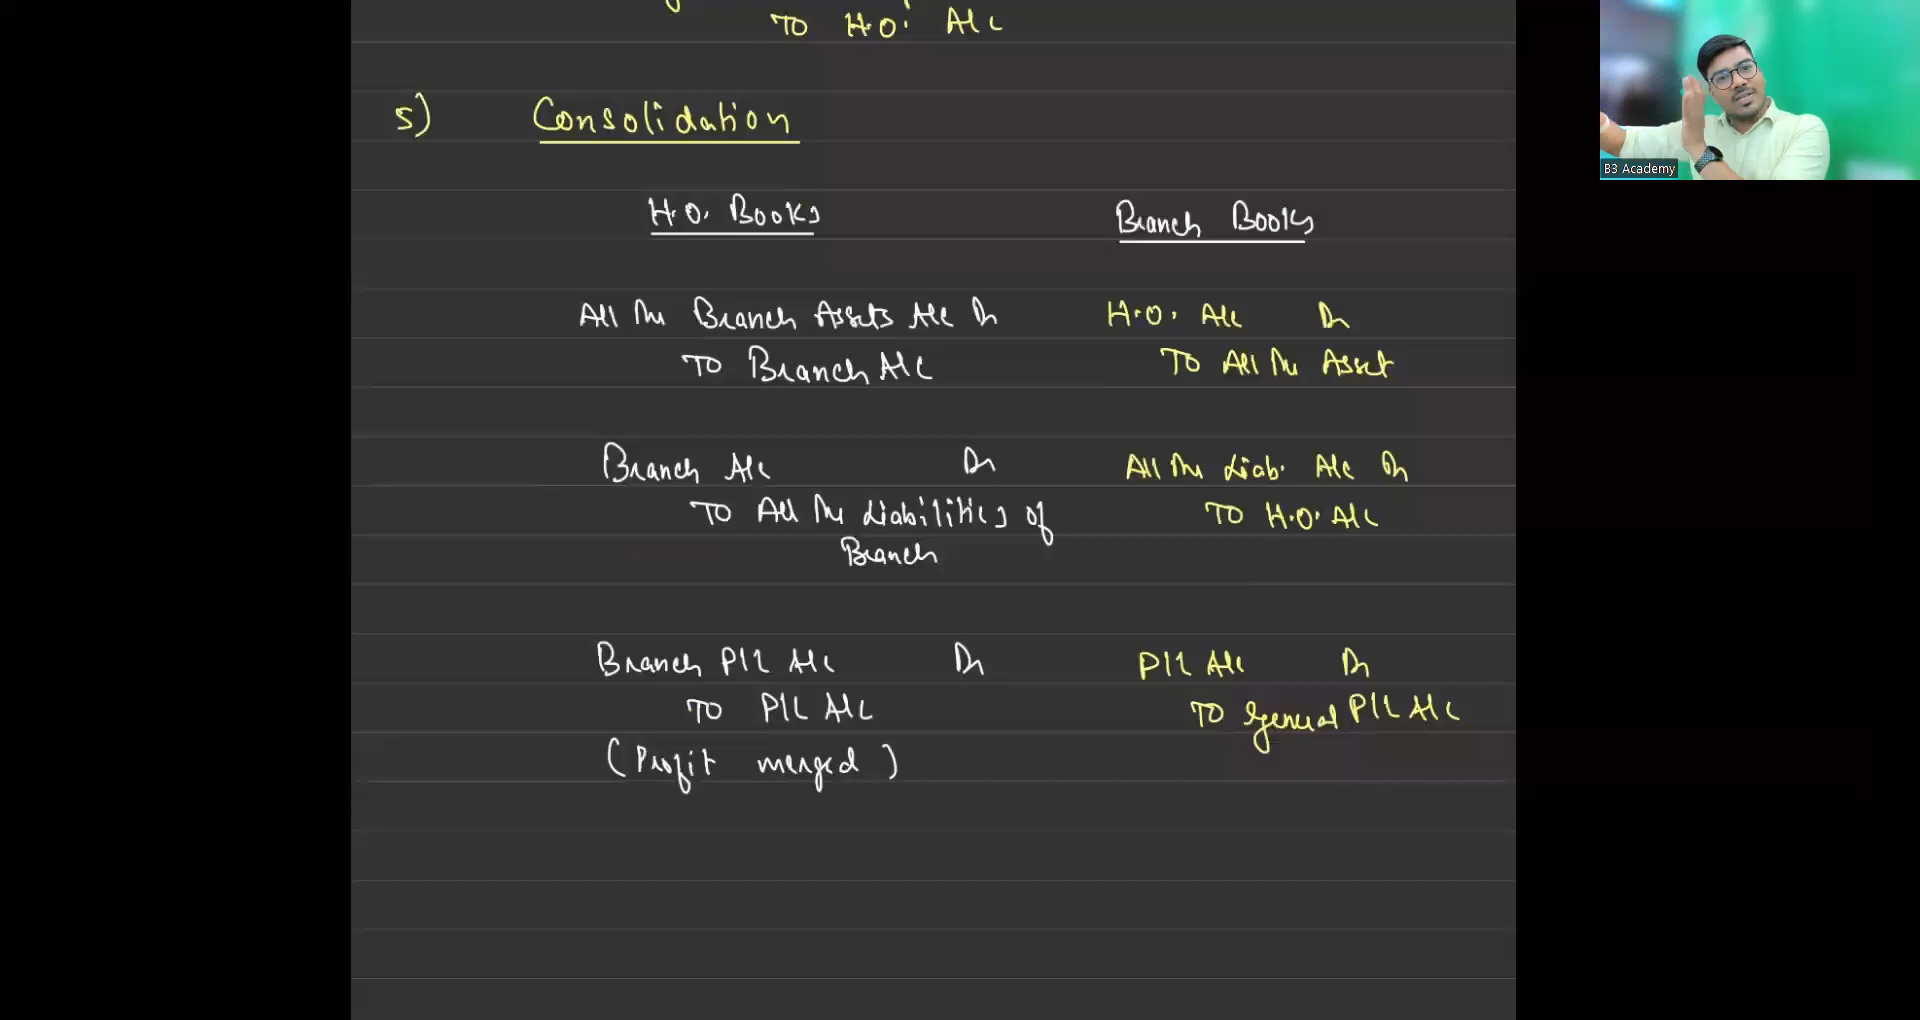 To H.O. A/c
B3 Academy
5) Consolidation
H.O. Books Branch Books
All the Branch Assets A/c Dr H.O. A/c Dr
To Branch A/c To All the Asset
Branch A/c Dr All the Liab. A/c Dr
To All the Liabilities of To H.O. A/c
Branch
Branch P/L A/c Dr P/L A/c Dr
To P/L A/c To General P/L A/c
(Profit merged)